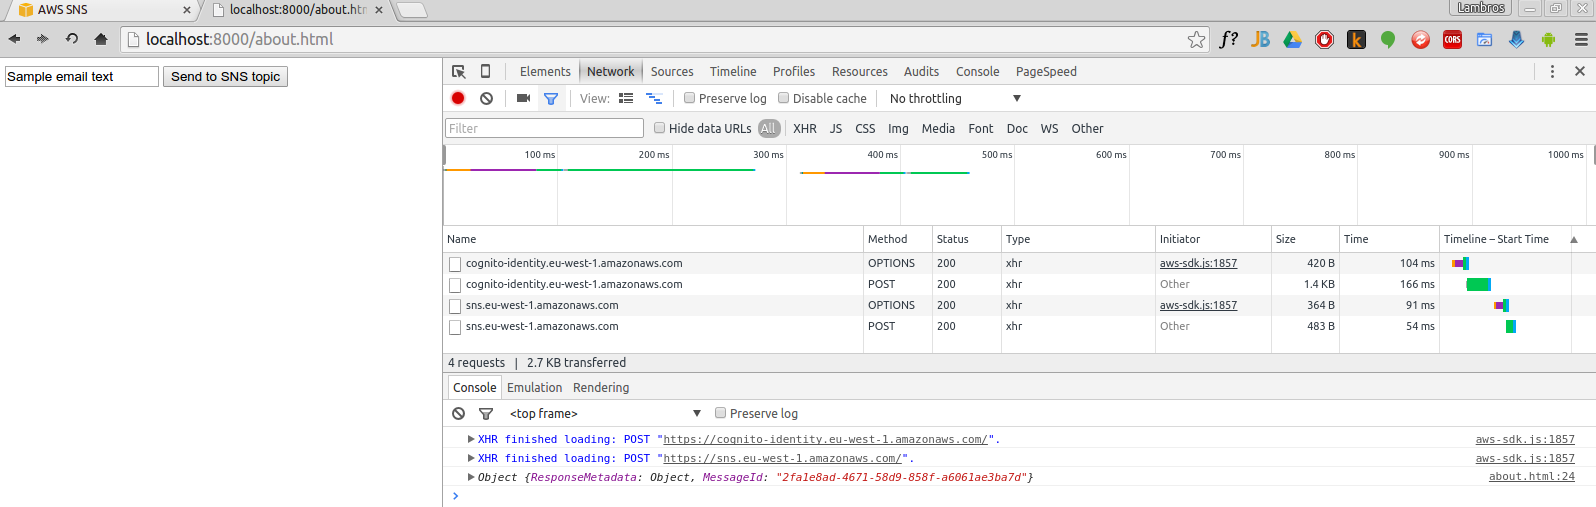 AWS SNS
localhost:8000/about.htm
Lambros
localhost:8000/about.html
f? JB k CORS
Sample email text Send to SNS topic
Elements Network Sources Timeline Profiles Resources Audits Console PageSpeed
View: Preserve log Disable cache No throttling
Filter Hide data URLs All XHR JS CSS Img Media Font Doc WS Other
100 ms 200 ms 300 ms 400 ms 500 ms 600 ms 700 ms 800 ms 900 ms 1000 ms
Name Method Status Type Initiator Size Time Timeline – Start Time
cognito-identity.eu-west-1.amazonaws.com OPTIONS 200 xhr aws-sdk.js:1857 420 B 104 ms
cognito-identity.eu-west-1.amazonaws.com POST 200 xhr Other 1.4 KB 166 ms
sns.eu-west-1.amazonaws.com OPTIONS 200 xhr aws-sdk.js:1857 364 B 91 ms
sns.eu-west-1.amazonaws.com POST 200 xhr Other 483 B 54 ms
4 requests | 2.7 KB transferred
Console Emulation Rendering
<top frame> Preserve log
XHR finished loading: POST "https://cognito-identity.eu-west-1.amazonaws.com/". aws-sdk.js:1857
XHR finished loading: POST "https://sns.eu-west-1.amazonaws.com/". aws-sdk.js:1857
Object {ResponseMetadata: Object, MessageId: "2fa1e8ad-4671-58d9-858f-a6061ae3ba7d"} about.html:24